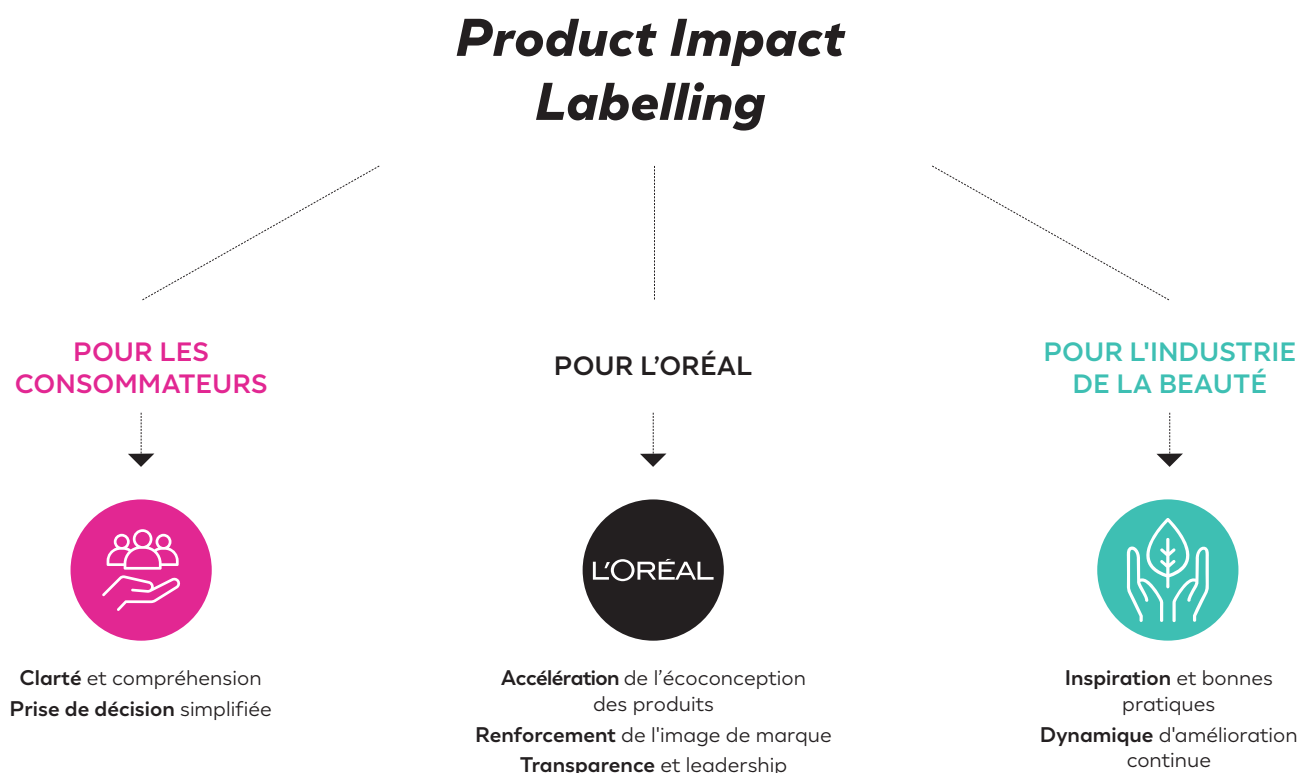 Product Impact
Labelling
POUR LES
CONSOMMATEURS
Clarté et compréhension
Prise de décision simplifiée
POUR L’ORÉAL
L’ORÉAL
Accélération de l’écoconception
des produits
Renforcement de l'image de marque
Transparence et leadership
POUR L'INDUSTRIE
DE LA BEAUTÉ
Inspiration et bonnes
pratiques
Dynamique d'amélioration
continue